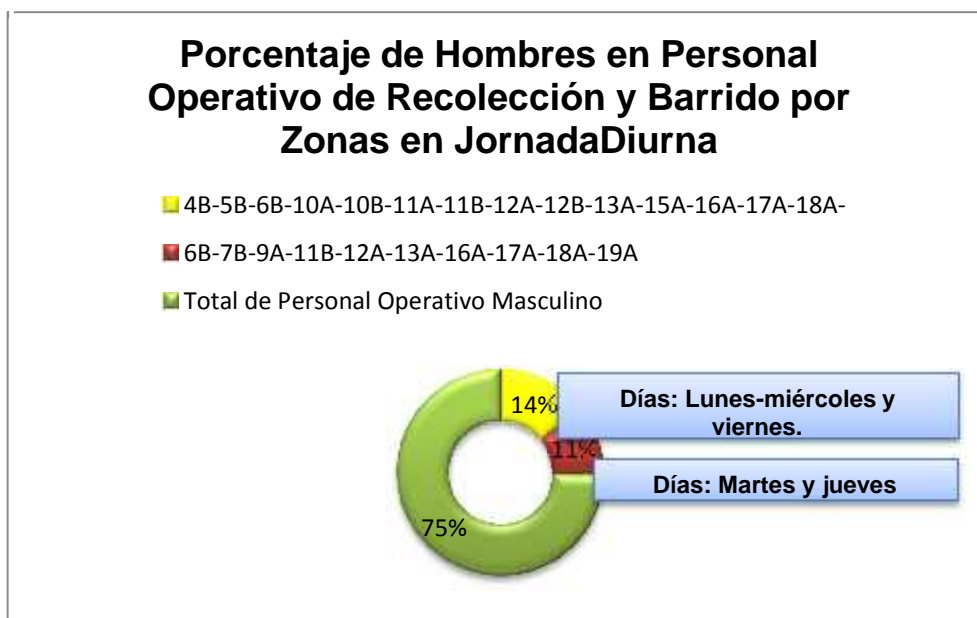 Porcentaje de Hombres en Personal
Operativo de Recolección y Barrido por
Zonas en JornadaDiurna
4B-5B-6B-10A-10B-11A-11B-12A-12B-13A-15A-16A-17A-18A-
6B-7B-9A-11B-12A-13A-16A-17A-18A-19A
Total de Personal Operativo Masculino
14%
Días: Lunes-miércoles y
viernes.
11%
Días: Martes y jueves
75%